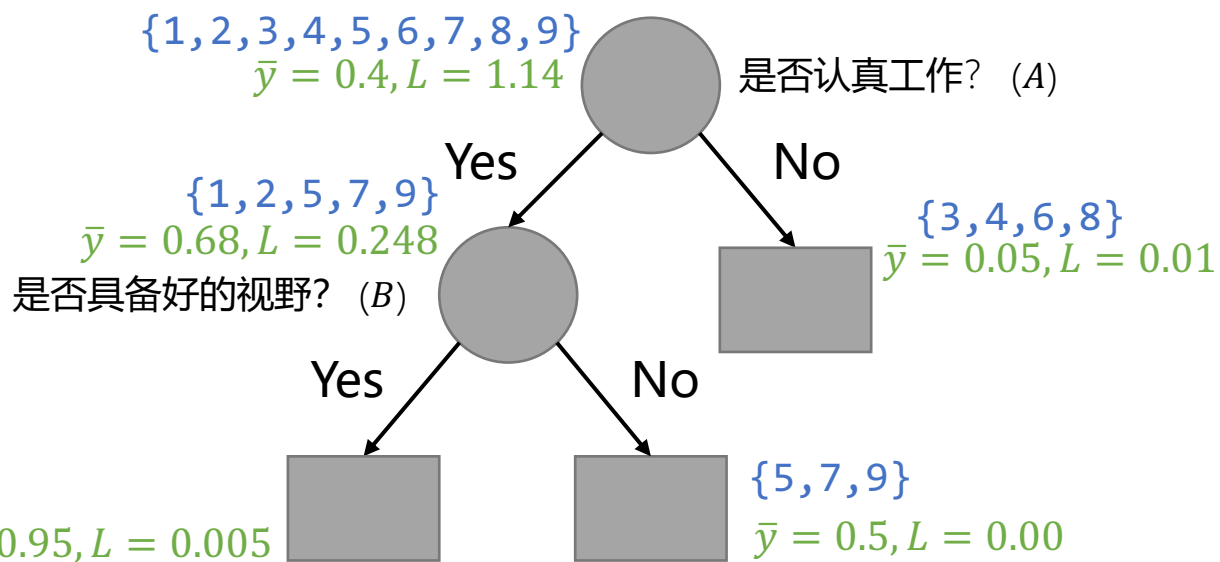 {1,2,3,4,5,6,7,8,9}
ȳ = 0.4, L = 1.14
是否认真工作？ (A)
Yes
No
{1,2,5,7,9}
ȳ = 0.68, L = 0.248
{3,4,6,8}
ȳ = 0.05, L = 0.01
是否具备好的视野？ (B)
Yes
No
{5,7,9}
0.95, L = 0.005
ȳ = 0.5, L = 0.00